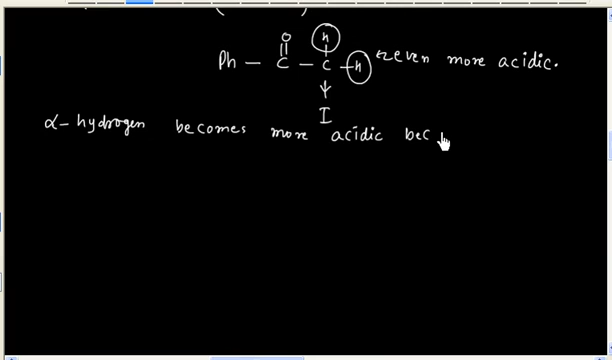 O H
Ph — C — C — H even more acidic.
I
α- hydrogen becomes more acidic bec